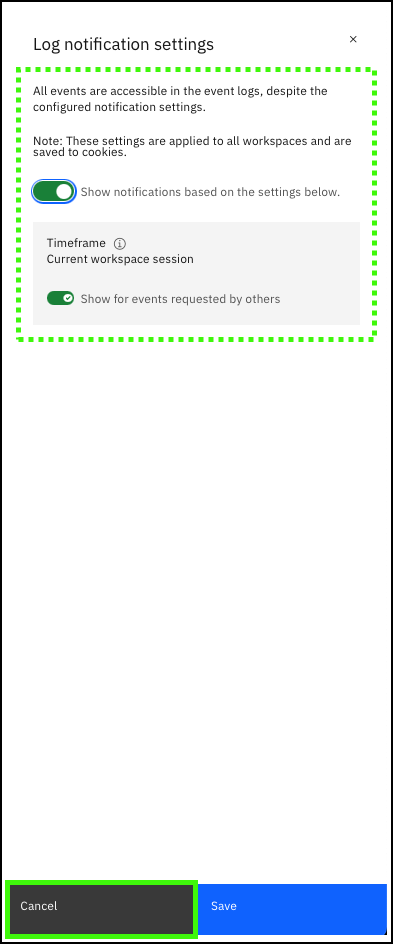 Log notification settings
All events are accessible in the event logs, despite the
configured notification settings.
Note: These settings are applied to all workspaces and are
saved to cookies.
Show notifications based on the settings below.
Timeframe
Current workspace session
Show for events requested by others
Cancel
Save